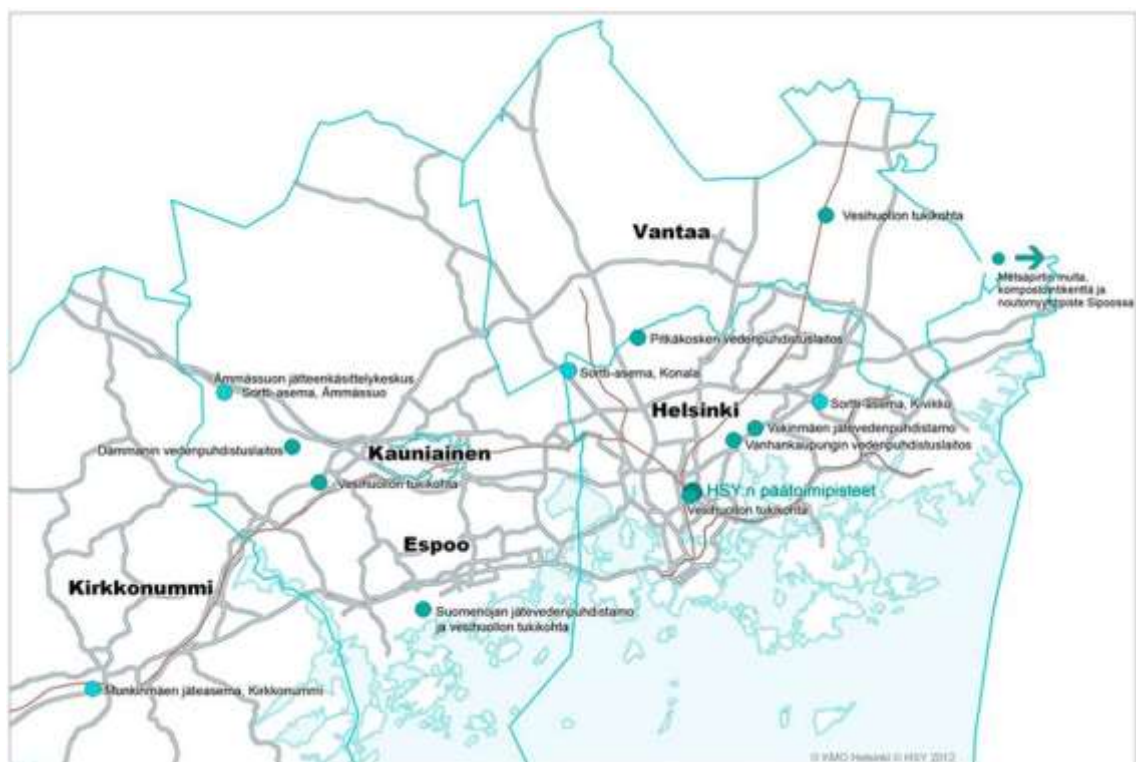 Vantaa
Vesihuollon tukikohta
Metsäpirtin multa,
kompostointikenttä ja
noutomyyntipiste Sipoossa
Pitkäkosken vedenpuhdistuslaitos
Ämmässuon jätteenkäsittelykeskus
Sortti-asema, Ämmässuo
Sortti-asema, Konala
Helsinki
Sortti-asema, Kivikko
Viikinmäen jätevedenpuhdistamo
Vanhankaupungin vedenpuhdistuslaitos
Dämmanin vedenpuhdistuslaitos
Kauniainen
Vesihuollon tukikohta
HSY:n päätoimipisteet
Vesihuollon tukikohta
Espoo
Kirkkonummi
Suomenojan jätevedenpuhdistamo
ja vesihuollon tukikohta
Munkinmäen jäteasema, Kirkkonummi
© KMO Helsinki © HSY 2012